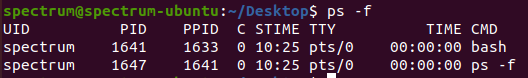 spectrum@spectrum-ubuntu:~/Desktop$ ps -f
UID          PID    PPID  C STIME TTY          TIME CMD
spectrum    1641    1633  0 10:25 pts/0    00:00:00 bash
spectrum    1647    1641  0 10:25 pts/0    00:00:00 ps -f